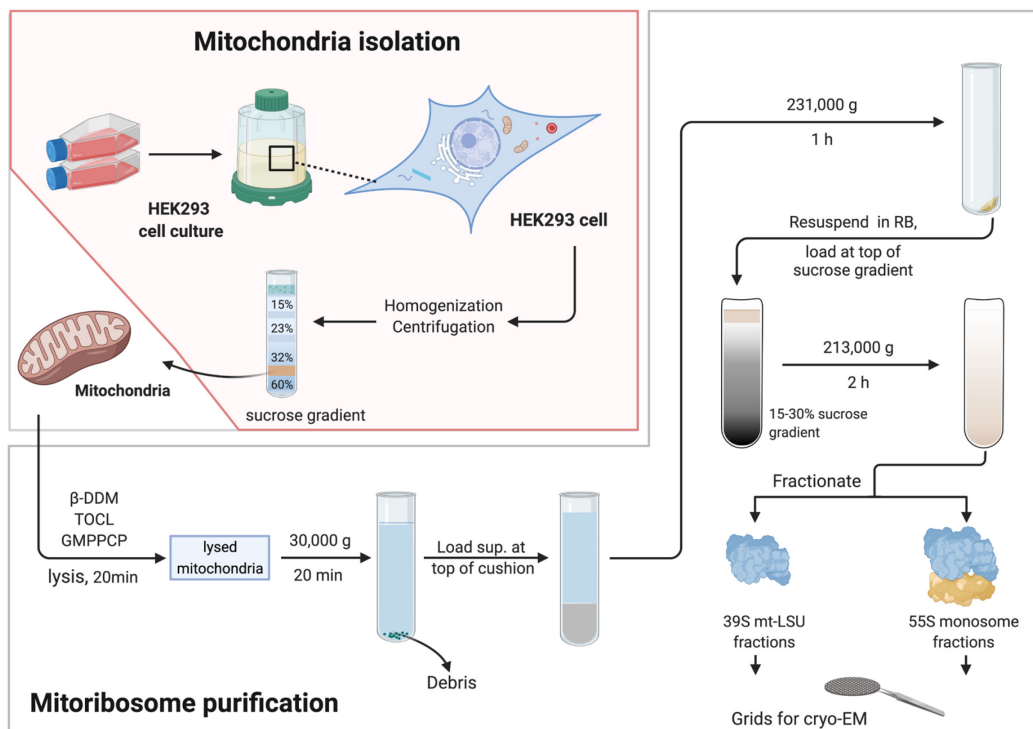 Mitochondria isolation
HEK293
cell culture
HEK293 cell
Homogenization
Centrifugation
15%
23%
32%
60%
sucrose gradient
Mitochondria
β-DDM
TOCL
GMPPCP
lysis, 20min
lysed
mitochondria
30,000 g
20 min
Debris
Load sup. at
top of cushion
231,000 g
1 h
Resuspend in RB,
load at top of
sucrose gradient
213,000 g
2 h
15-30% sucrose
gradient
Fractionate
39S mt-LSU
fractions
55S monosome
fractions
Grids for cryo-EM
Mitoribosome purification